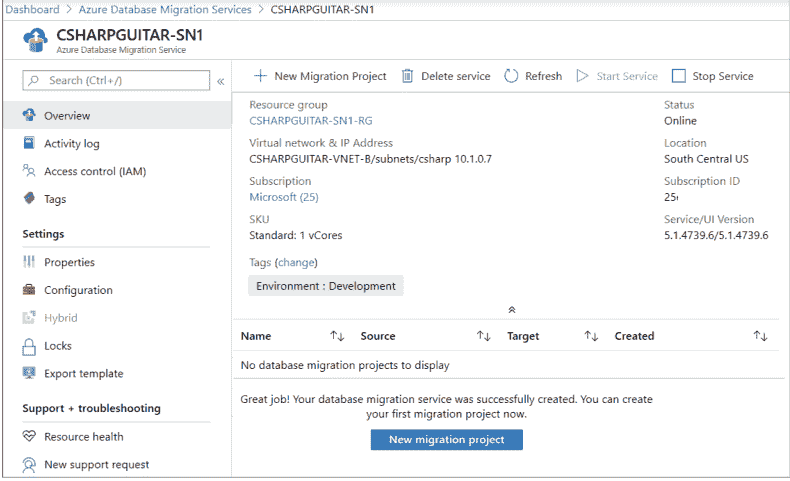 Dashboard > Azure Database Migration Services > CSHARPGUITAR-SN1
CSHARPGUITAR-SN1
Azure Database Migration Service
Search (Ctrl+/)
«
Overview
Activity log
Access control (IAM)
Tags
Settings
Properties
Configuration
Hybrid
Locks
Export template
Support + troubleshooting
Resource health
New support request
New Migration Project Delete service Refresh Start Service Stop Service
Resource group
CSHARPGUITAR-SN1-RG
Virtual network & IP Address
CSHARPGUITAR-VNET-B/subnets/csharp 10.1.0.7
Subscription
Microsoft (25)
SKU
Standard: 1 vCores
Tags (change)
Environment : Development
Status
Online
Location
South Central US
Subscription ID
25
Service/UI Version
5.1.4739.6/5.1.4739.6
Name Source Target Created
No database migration projects to display
Great job! Your database migration service was successfully created. You can create
your first migration project now.
New migration project